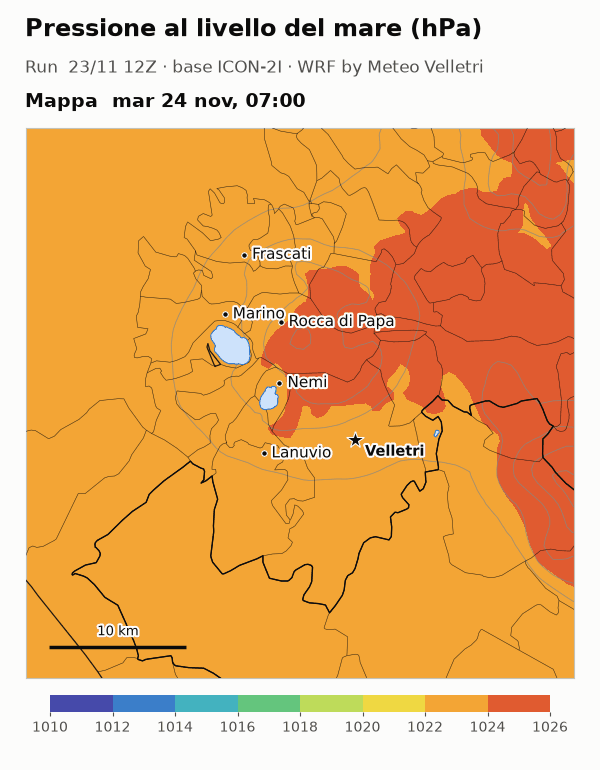 Pressione al livello del mare (hPa)
Run  23/11 12Z · base ICON-2I · WRF by Meteo Velletri
Mappa  mar 24 nov, 07:00
Frascati
Marino
Rocca di Papa
Nemi
Velletri
Lanuvio
10 km
1010 1012 1014 1016 1018 1020 1022 1024 1026